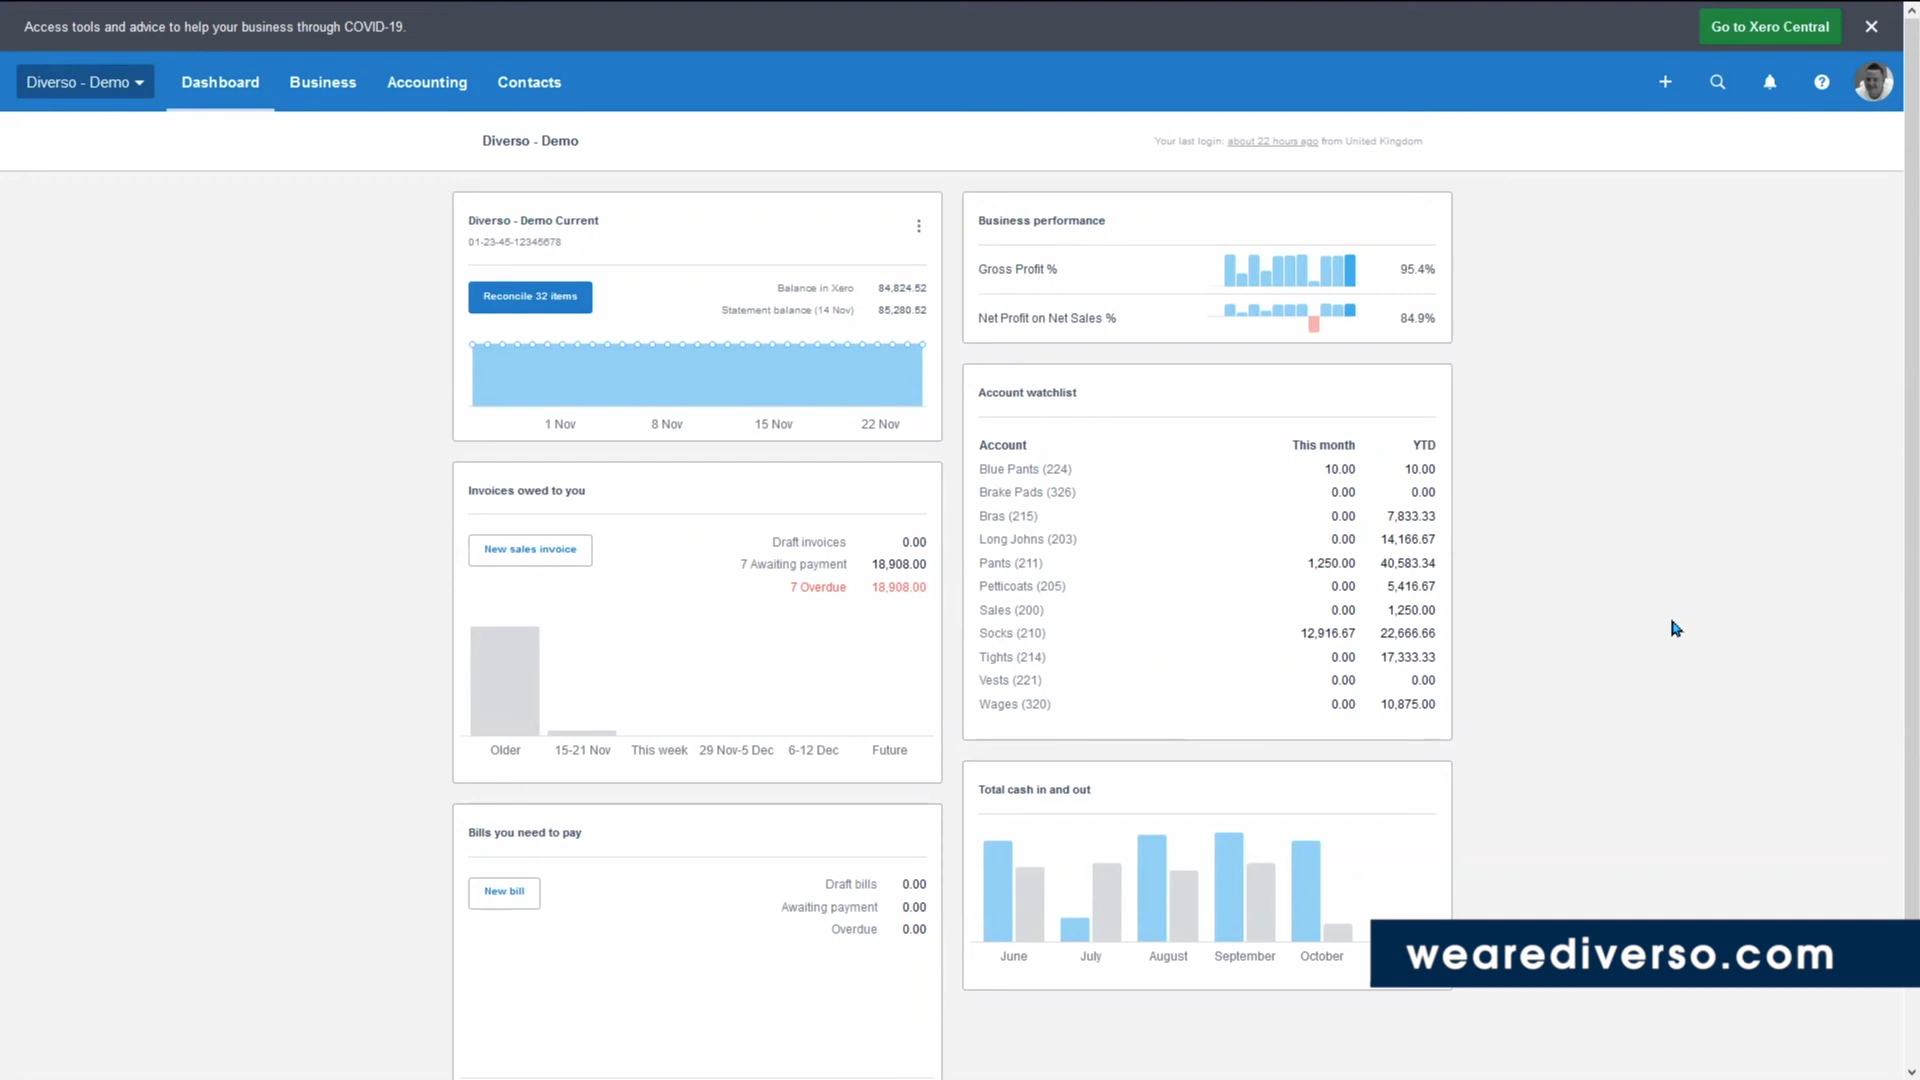 Access tools and advice to help your business through COVID-19.
Go to Xero Central
Diverso - Demo
Dashboard
Business
Accounting
Contacts
Diverso - Demo
Your last login: about 22 hours ago from United Kingdom
Diverso - Demo Current
01-23-45-12345678
Reconcile 32 items
Balance in Xero 84,824.52
Statement balance (14 Nov) 85,280.52
1 Nov 8 Nov 15 Nov 22 Nov
Invoices owed to you
New sales invoice
Draft invoices 0.00
7 Awaiting payment 18,908.00
7 Overdue 18,908.00
Older 15-21 Nov This week 29 Nov-5 Dec 6-12 Dec Future
Bills you need to pay
New bill
Draft bills 0.00
Awaiting payment 0.00
Overdue 0.00
Business performance
Gross Profit % 95.4%
Net Profit on Net Sales % 84.9%
Account watchlist
Account This month YTD
Blue Pants (224) 10.00 10.00
Brake Pads (326) 0.00 0.00
Bras (215) 0.00 7,833.33
Long Johns (203) 0.00 14,166.67
Pants (211) 1,250.00 40,583.34
Petticoats (205) 0.00 5,416.67
Sales (200) 0.00 1,250.00
Socks (210) 12,916.67 22,666.66
Tights (214) 0.00 17,333.33
Vests (221) 0.00 0.00
Wages (320) 0.00 10,875.00
Total cash in and out
June July August September October
wearediverso.com